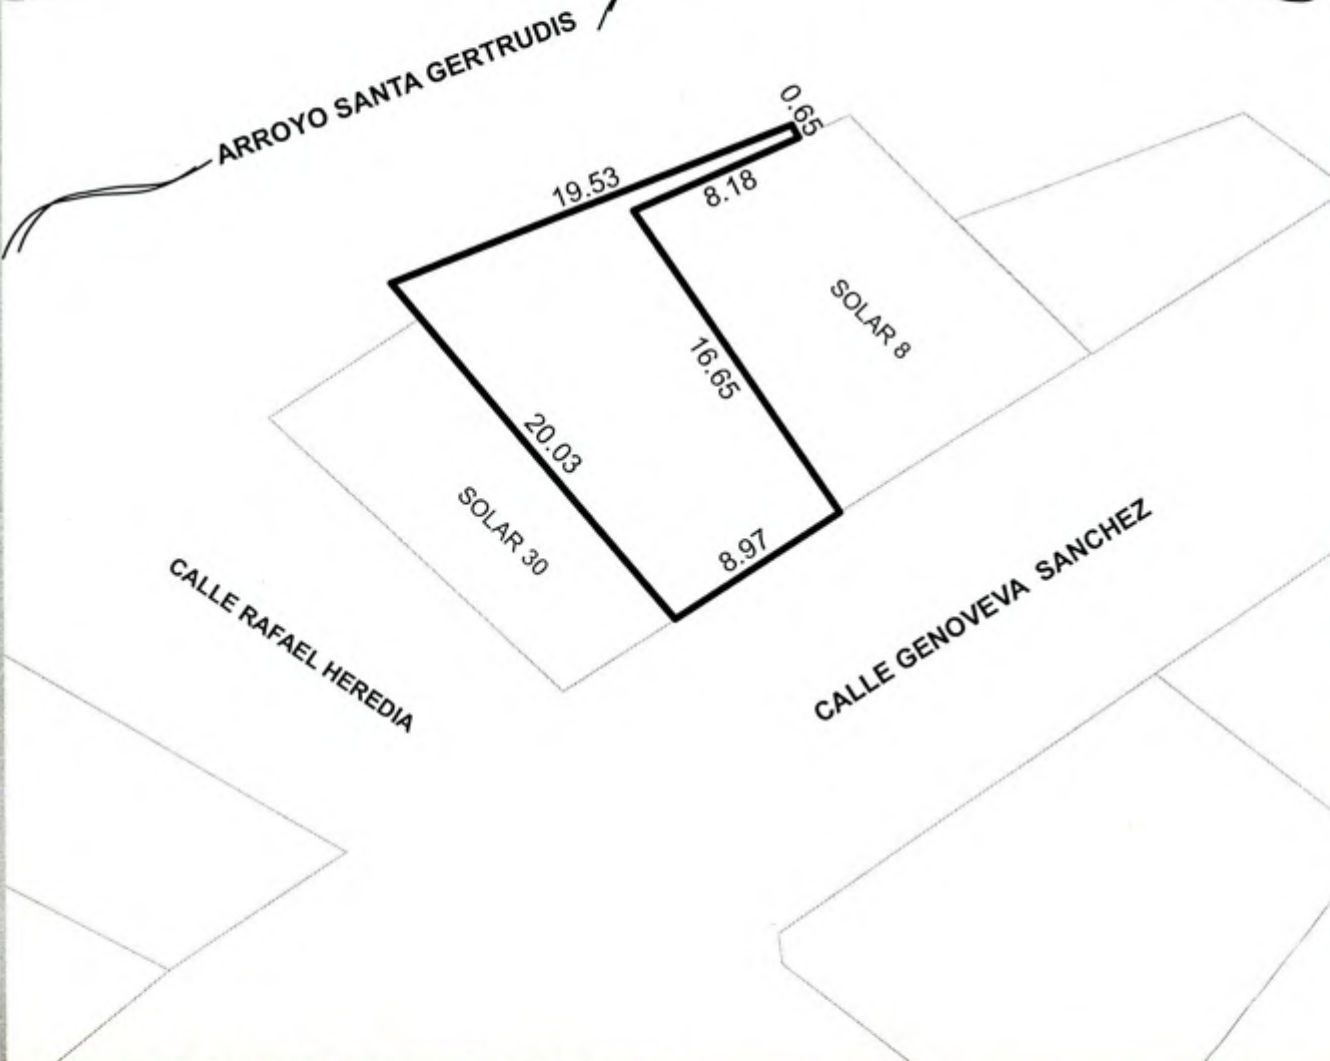 ARROYO SANTA GERTRUDIS
0.65
19.53
8.18
SOLAR 8
16.65
20.03
SOLAR 30
8.97
CALLE GENOVEVA SANCHEZ
CALLE RAFAEL HEREDIA